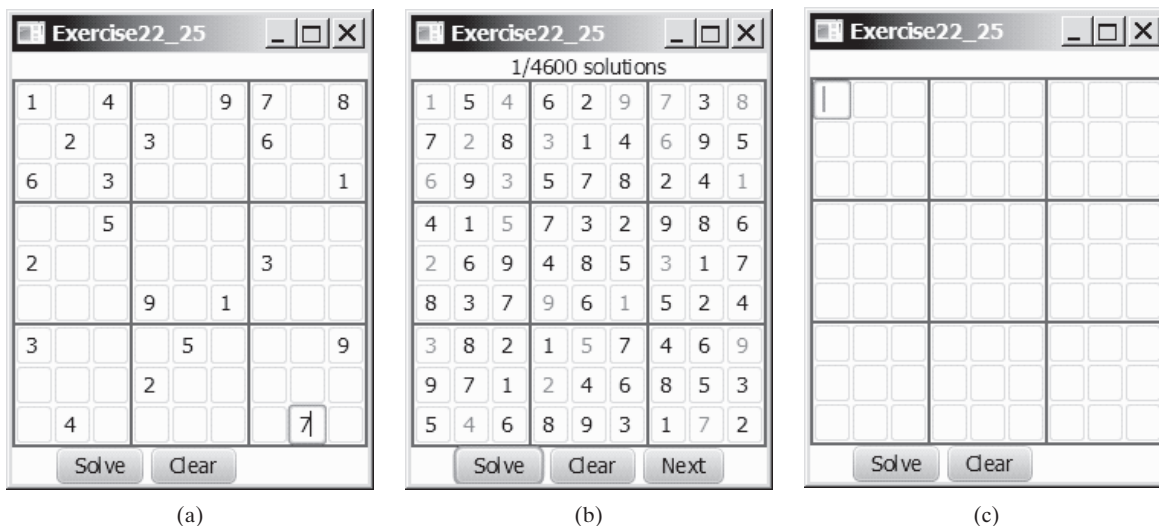 Exercise22_25
1 4 9 7 8
2 3 6
6 3 1
5
2 3
9 1
3 5 9
2
4 7
Solve Clear
(a)
Exercise22_25
1/4600 solutions
1 5 4 6 2 9 7 3 8
7 2 8 3 1 4 6 9 5
6 9 3 5 7 8 2 4 1
4 1 5 7 3 2 9 8 6
2 6 9 4 8 5 3 1 7
8 3 7 9 6 1 5 2 4
3 8 2 1 5 7 4 6 9
9 7 1 2 4 6 8 5 3
5 4 6 8 9 3 1 7 2
Solve Clear Next
(b)
Exercise22_25
Solve Clear
(c)